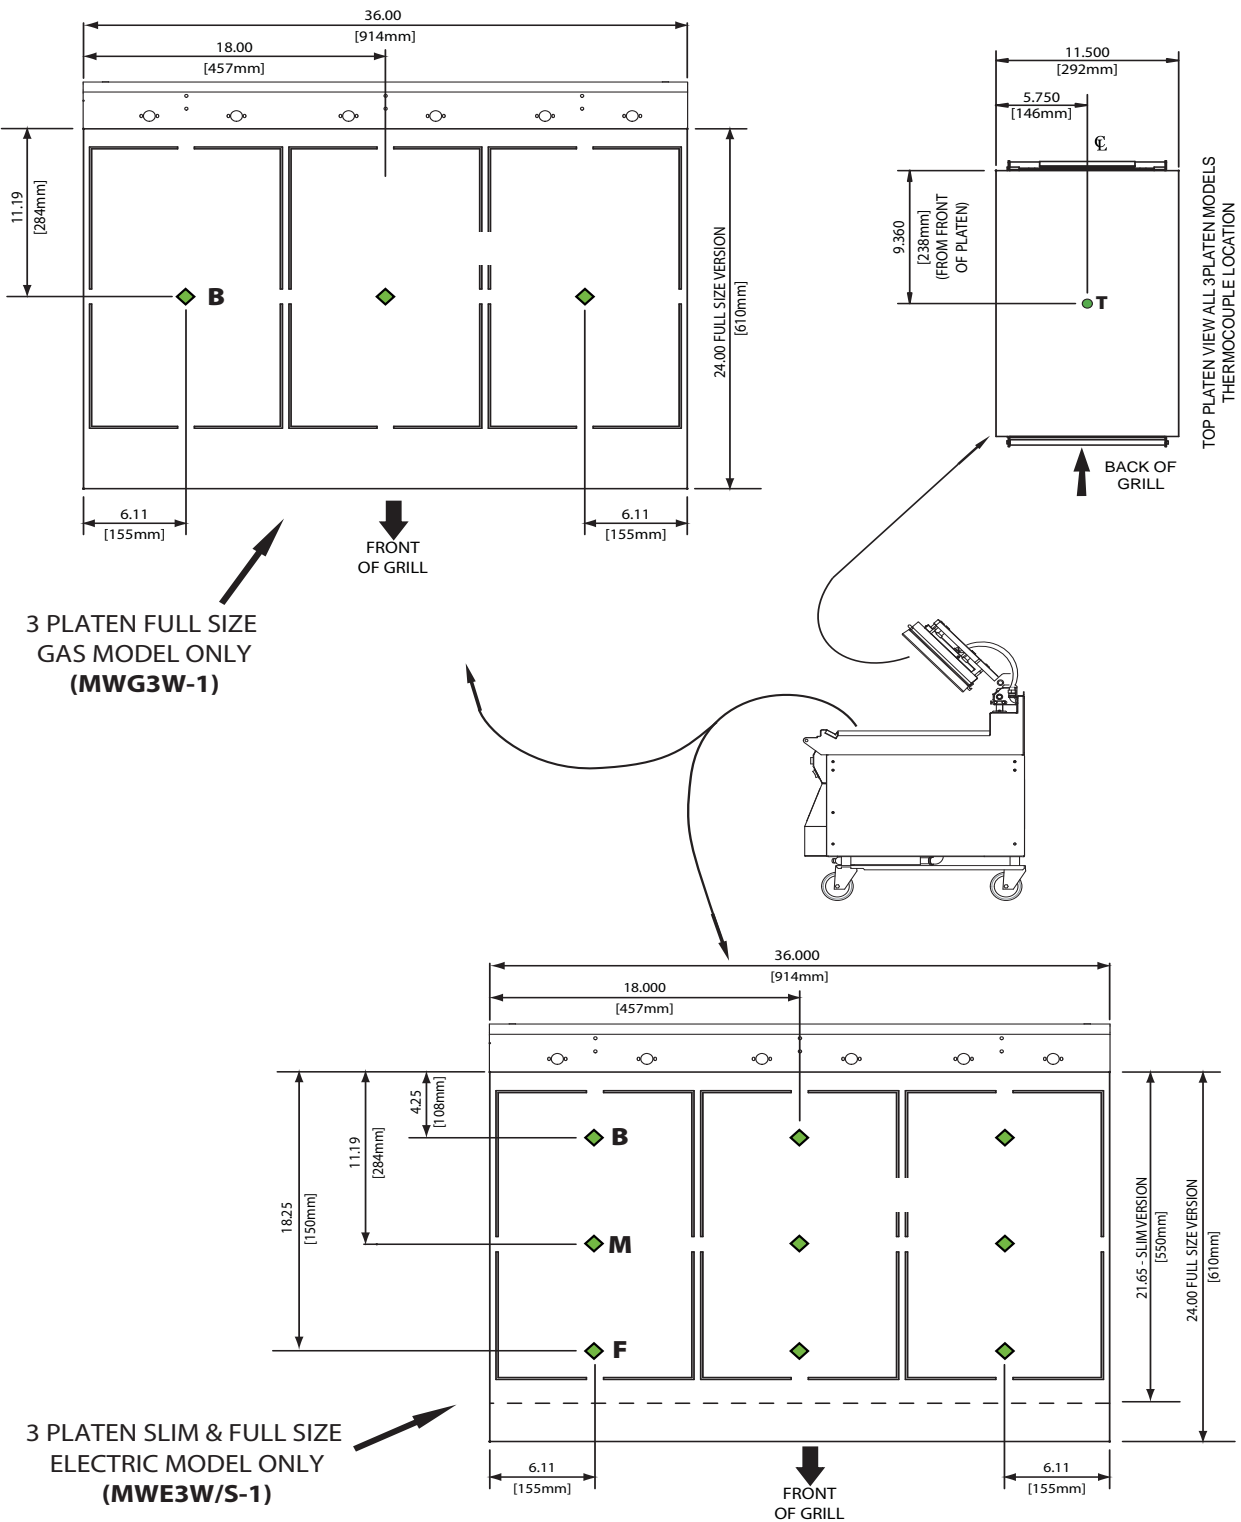 36.00
[914mm]
18.00
[457mm]
11.19
[284mm]
B
24.00 FULL SIZE VERSION
[610mm]
6.11
[155mm]
6.11
[155mm]
FRONT
OF GRILL
3 PLATEN FULL SIZE
GAS MODEL ONLY
(MWG3W-1)
11.500
[292mm]
5.750
[146mm]
CL
9.360
[238mm]
(FROM FRONT
OF PLATEN)
T
TOP PLATEN VIEW ALL 3PLATEN MODELS
THERMOCOUPLE LOCATION
BACK OF
GRILL
36.000
[914mm]
18.000
[457mm]
4.25
[108mm]
11.19
[284mm]
18.25
[150mm]
B
M
F
21.65 - SLIM VERSION
[550mm]
24.00 FULL SIZE VERSION
[610mm]
6.11
[155mm]
6.11
[155mm]
FRONT
OF GRILL
3 PLATEN SLIM & FULL SIZE
ELECTRIC MODEL ONLY
(MWE3W/S-1)